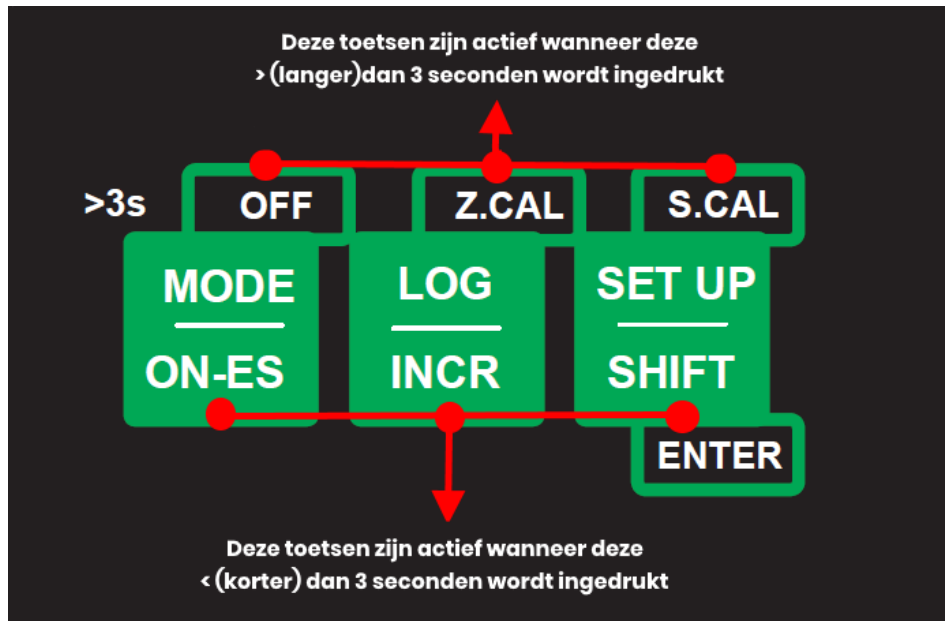 Deze toetsen zijn actief wanneer deze
> (langer)dan 3 seconden wordt ingedrukt
>3s OFF Z.CAL S.CAL
MODE LOG SET UP
ON-ES INCR SHIFT
ENTER
Deze toetsen zijn actief wanneer deze
< (korter) dan 3 seconden wordt ingedrukt